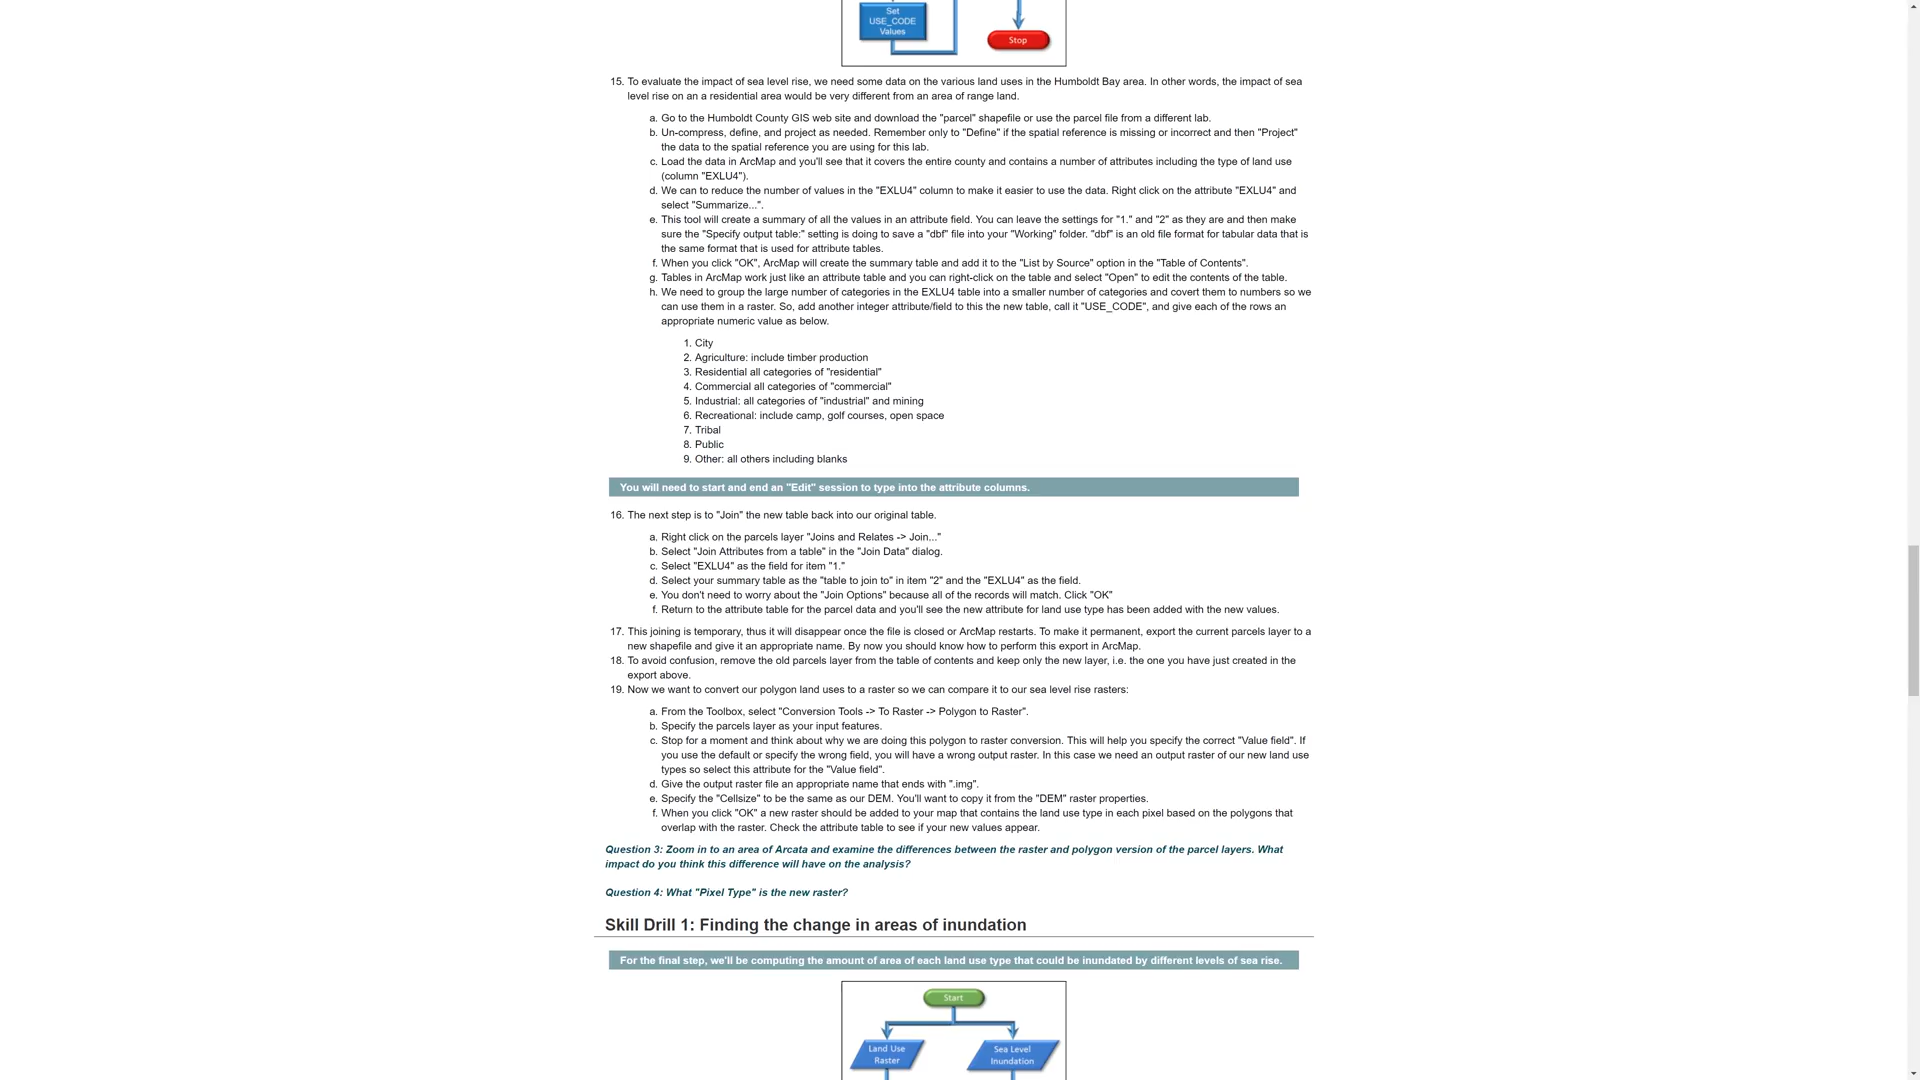 Set
USE_CODE
Values
Stop
15. To evaluate the impact of sea level rise, we need some data on the various land uses in the Humboldt Bay area. In other words, the impact of sea
level rise on an a residential area would be very different from an area of range land.
a. Go to the Humboldt County GIS web site and download the "parcel" shapefile or use the parcel file from a different lab.
b. Un-compress, define, and project as needed. Remember only to "Define" if the spatial reference is missing or incorrect and then "Project"
the data to the spatial reference you are using for this lab.
c. Load the data in ArcMap and you'll see that it covers the entire county and contains a number of attributes including the type of land use
(column "EXLU4").
d. We can to reduce the number of values in the "EXLU4" column to make it easier to use the data. Right click on the attribute "EXLU4" and
select "Summarize...".
e. This tool will create a summary of all the values in an attribute field. You can leave the settings for "1." and "2" as they are and then make
sure the "Specify output table:" setting is doing to save a "dbf" file into your "Working" folder. "dbf" is an old file format for tabular data that is
the same format that is used for attribute tables.
f. When you click "OK", ArcMap will create the summary table and add it to the "List by Source" option in the "Table of Contents".
g. Tables in ArcMap work just like an attribute table and you can right-click on the table and select "Open" to edit the contents of the table.
h. We need to group the large number of categories in the EXLU4 table into a smaller number of categories and covert them to numbers so we
can use them in a raster. So, add another integer attribute/field to this the new table, call it "USE_CODE", and give each of the rows an
appropriate numeric value as below.
1. City
2. Agriculture: include timber production
3. Residential all categories of "residential"
4. Commercial all categories of "commercial"
5. Industrial: all categories of "industrial" and mining
6. Recreational: include camp, golf courses, open space
7. Tribal
8. Public
9. Other: all others including blanks
You will need to start and end an "Edit" session to type into the attribute columns.
16. The next step is to "Join" the new table back into our original table.
a. Right click on the parcels layer "Joins and Relates -> Join..."
b. Select "Join Attributes from a table" in the "Join Data" dialog.
c. Select "EXLU4" as the field for item "1."
d. Select your summary table as the "table to join to" in item "2" and the "EXLU4" as the field.
e. You don't need to worry about the "Join Options" because all of the records will match. Click "OK"
f. Return to the attribute table for the parcel data and you'll see the new attribute for land use type has been added with the new values.
17. This joining is temporary, thus it will disappear once the file is closed or ArcMap restarts. To make it permanent, export the current parcels layer to a
new shapefile and give it an appropriate name. By now you should know how to perform this export in ArcMap.
18. To avoid confusion, remove the old parcels layer from the table of contents and keep only the new layer, i.e. the one you have just created in the
export above.
19. Now we want to convert our polygon land uses to a raster so we can compare it to our sea level rise rasters:
a. From the Toolbox, select "Conversion Tools -> To Raster -> Polygon to Raster".
b. Specify the parcels layer as your input features.
c. Stop for a moment and think about why we are doing this polygon to raster conversion. This will help you specify the correct "Value field". If
you use the default or specify the wrong field, you will have a wrong output raster. In this case we need an output raster of our new land use
types so select this attribute for the "Value field".
d. Give the output raster file an appropriate name that ends with ".img".
e. Specify the "Cellsize" to be the same as our DEM. You'll want to copy it from the "DEM" raster properties.
f. When you click "OK" a new raster should be added to your map that contains the land use type in each pixel based on the polygons that
overlap with the raster. Check the attribute table to see if your new values appear.
Question 3: Zoom in to an area of Arcata and examine the differences between the raster and polygon version of the parcel layers. What
impact do you think this difference will have on the analysis?
Question 4: What "Pixel Type" is the new raster?
Skill Drill 1: Finding the change in areas of inundation
For the final step, we'll be computing the amount of area of each land use type that could be inundated by different levels of sea rise.
Start
Land Use
Raster
Sea Level
Inundation